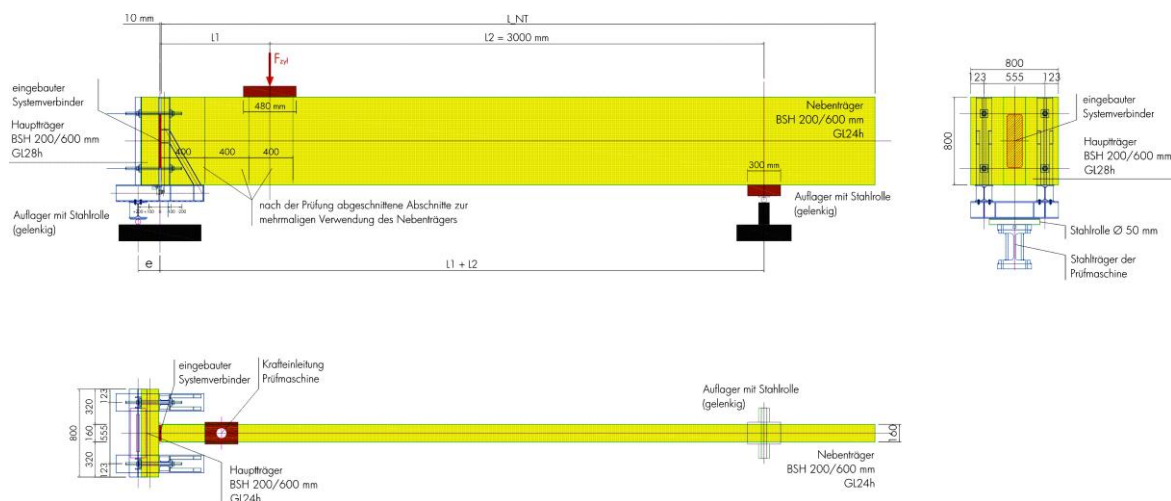 10 mm
L_NT
L1
L2 = 3000 mm
F_zyl
480 mm
eingebauter
Systemverbinder
Hauptträger
BSH 200/600 mm
GL28h
400
400
400
Nebenträger
BSH 200/600 mm
GL24h
300 mm
Auflager mit Stahlrolle
(gelenkig)
nach der Prüfung abgeschnittene Abschnitte zur
mehrmaligen Verwendung des Nebenträgers
Auflager mit Stahlrolle
(gelenkig)
e
L1 + L2
800
123
555
123
800
eingebauter
Systemverbinder
Hauptträger
BSH 200/600 mm
GL28h
Stahlrolle Ø 50 mm
Stahlträger der
Prüfmaschine
eingebauter
Systemverbinder
Krafteinleitung
Prüfmaschine
Auflager mit Stahlrolle
(gelenkig)
800
320
160
320
123
555
123
160
Hauptträger
BSH 200/600 mm
GL24h
Nebenträger
BSH 200/600 mm
GL24h